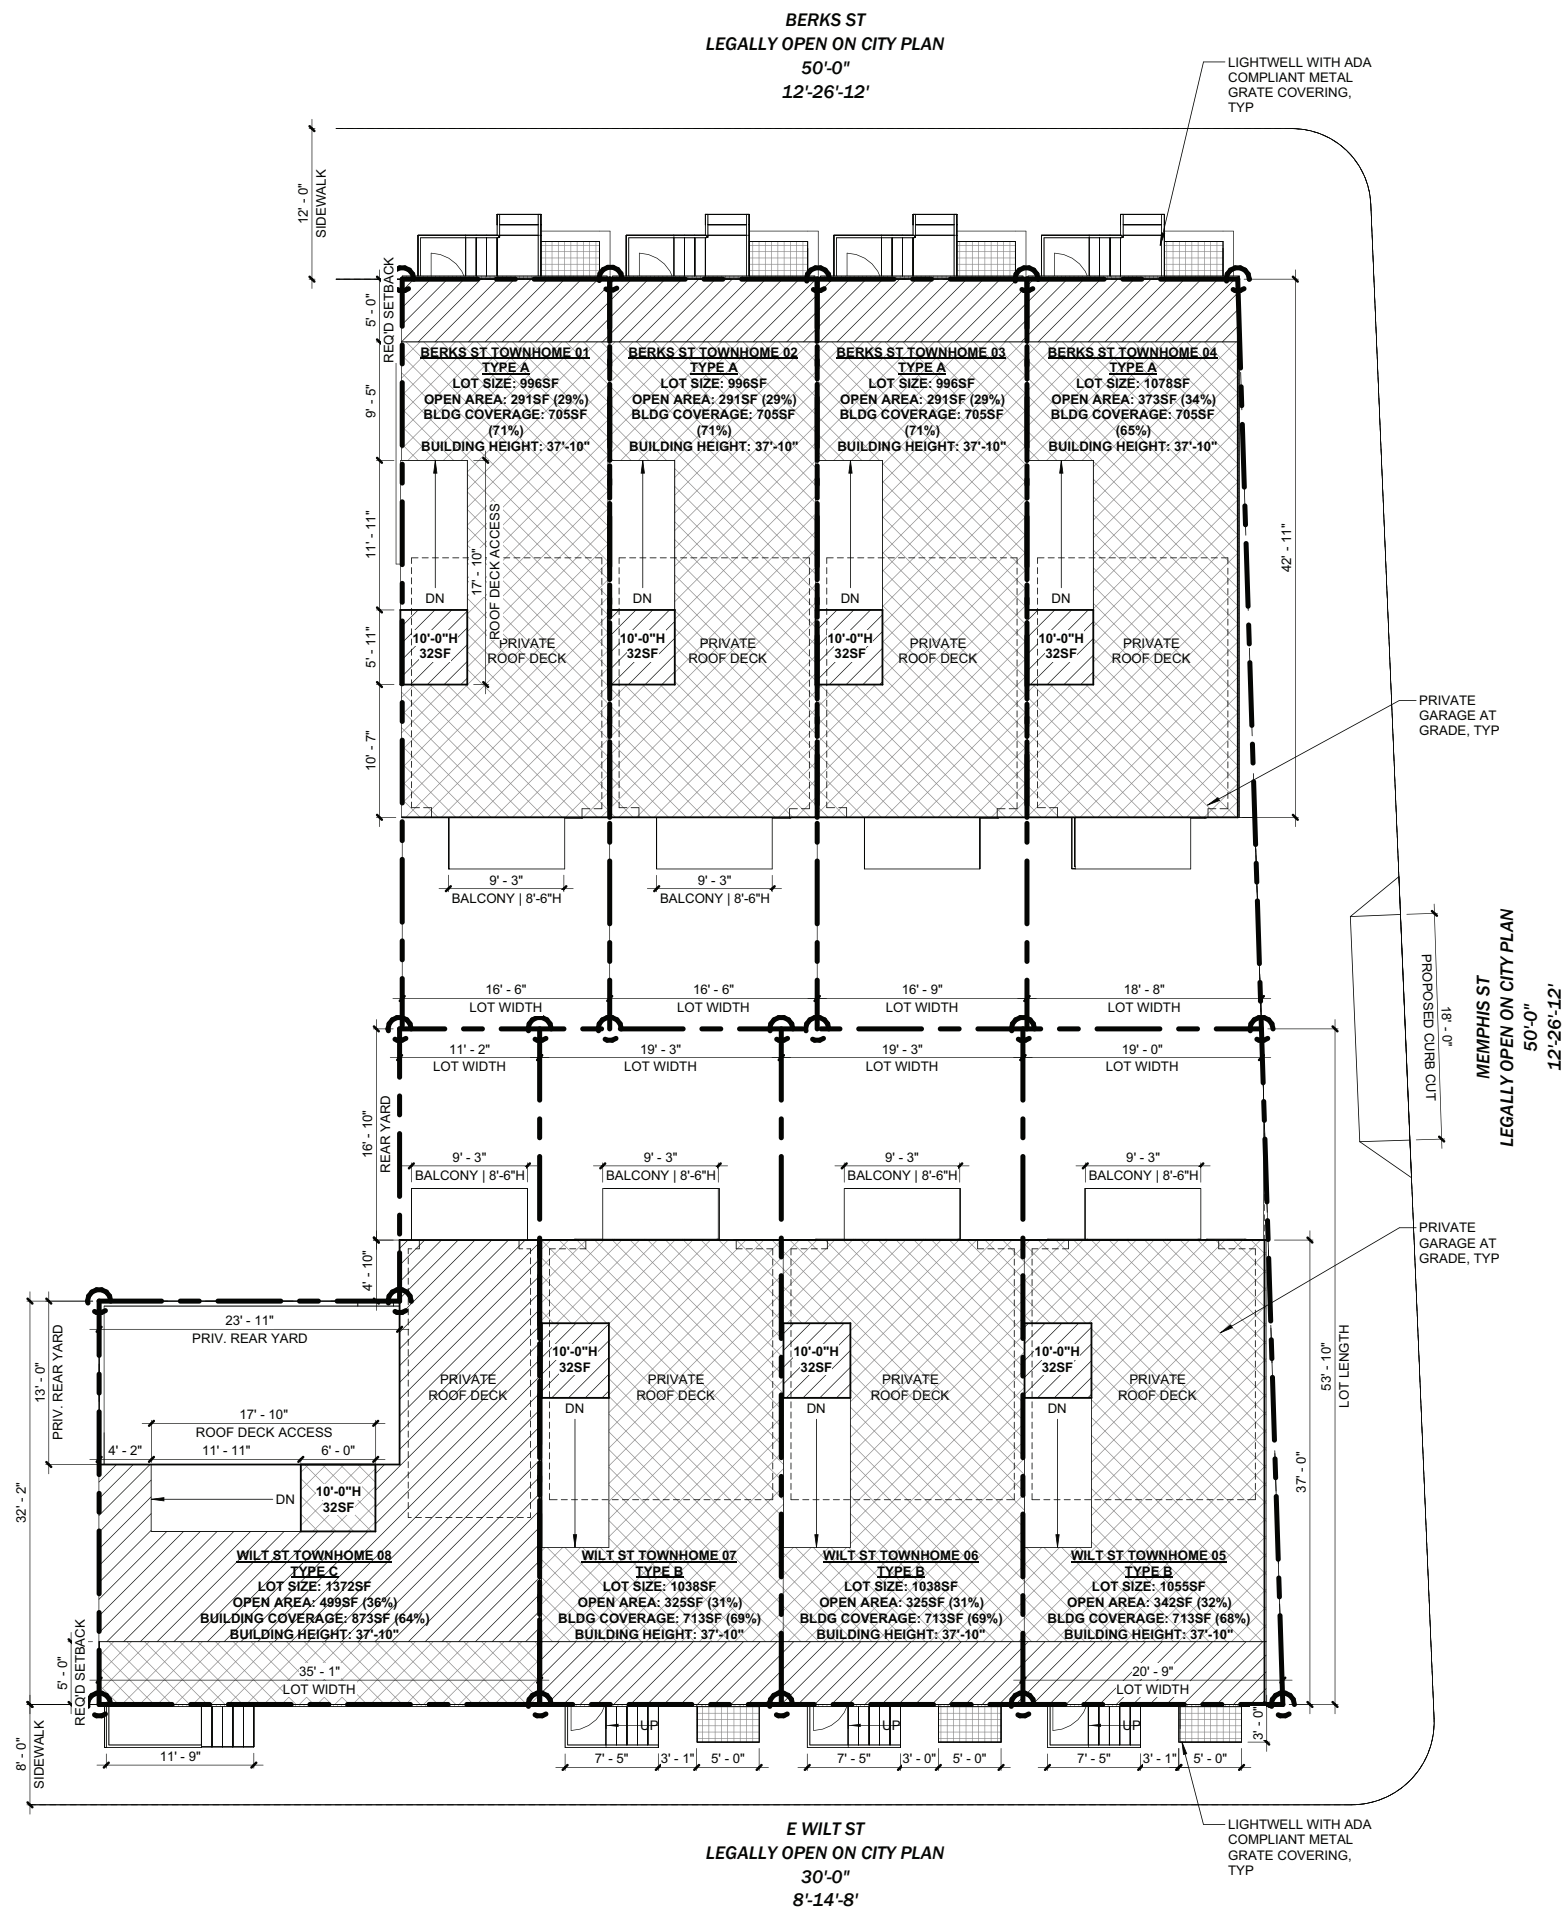 BERKS ST
LEGALLY OPEN ON CITY PLAN
50'-0"
12'-26'-12'
LIGHTWELL WITH ADA
COMPLIANT METAL
GRATE COVERING,
TYP
12' - 0"
SIDEWALK
5' - 0"
REQ'D SETBACK
9' - 5"
11' - 11"
5' - 11"
10' - 7"
BERKS ST TOWNHOME 01
TYPE A
LOT SIZE: 996SF
OPEN AREA: 291SF (29%)
BLDG COVERAGE: 705SF
(71%)
BUILDING HEIGHT: 37'-10"
BERKS ST TOWNHOME 02
TYPE A
LOT SIZE: 996SF
OPEN AREA: 291SF (29%)
BLDG COVERAGE: 705SF
(71%)
BUILDING HEIGHT: 37'-10"
BERKS ST TOWNHOME 03
TYPE A
LOT SIZE: 996SF
OPEN AREA: 291SF (29%)
BLDG COVERAGE: 705SF
(71%)
BUILDING HEIGHT: 37'-10"
BERKS ST TOWNHOME 04
TYPE A
LOT SIZE: 1078SF
OPEN AREA: 373SF (34%)
BLDG COVERAGE: 705SF
(65%)
BUILDING HEIGHT: 37'-10"
17' - 10"
ROOF DECK ACCESS
42' - 11"
DN
DN
DN
DN
10'-0"H
32SF
PRIVATE
ROOF DECK
10'-0"H
32SF
PRIVATE
ROOF DECK
10'-0"H
32SF
PRIVATE
ROOF DECK
10'-0"H
32SF
PRIVATE
ROOF DECK
PRIVATE
GARAGE AT
GRADE, TYP
9' - 3"
BALCONY | 8'-6"H
9' - 3"
BALCONY | 8'-6"H
16' - 6"
LOT WIDTH
16' - 6"
LOT WIDTH
16' - 9"
LOT WIDTH
18' - 8"
LOT WIDTH
PROPOSED CURB CUT
18' - 0"
MEMPHIS ST
LEGALLY OPEN ON CITY PLAN
50'-0"
12'-26'-12'
11' - 2"
LOT WIDTH
19' - 3"
LOT WIDTH
19' - 3"
LOT WIDTH
19' - 0"
LOT WIDTH
16' - 10"
REAR YARD
9' - 3"
BALCONY | 8'-6"H
9' - 3"
BALCONY | 8'-6"H
9' - 3"
BALCONY | 8'-6"H
9' - 3"
BALCONY | 8'-6"H
PRIVATE
GARAGE AT
GRADE, TYP
4' - 10"
23' - 11"
PRIV. REAR YARD
13' - 0"
PRIV. REAR YARD
32' - 2"
53' - 10"
LOT LENGTH
37' - 0"
PRIVATE
ROOF DECK
10'-0"H
32SF
PRIVATE
ROOF DECK
10'-0"H
32SF
PRIVATE
ROOF DECK
10'-0"H
32SF
PRIVATE
ROOF DECK
DN
DN
DN
17' - 10"
ROOF DECK ACCESS
4' - 2"
11' - 11"
6' - 0"
DN
10'-0"H
32SF
WILT ST TOWNHOME 08
TYPE C
LOT SIZE: 1372SF
OPEN AREA: 499SF (36%)
BUILDING COVERAGE: 873SF (64%)
BUILDING HEIGHT: 37'-10"
WILT ST TOWNHOME 07
TYPE B
LOT SIZE: 1038SF
OPEN AREA: 325SF (31%)
BLDG COVERAGE: 713SF (69%)
BUILDING HEIGHT: 37'-10"
WILT ST TOWNHOME 06
TYPE B
LOT SIZE: 1038SF
OPEN AREA: 325SF (31%)
BLDG COVERAGE: 713SF (69%)
BUILDING HEIGHT: 37'-10"
WILT ST TOWNHOME 05
TYPE B
LOT SIZE: 1055SF
OPEN AREA: 342SF (32%)
BLDG COVERAGE: 713SF (68%)
BUILDING HEIGHT: 37'-10"
5' - 0"
REQ'D SETBACK
35' - 1"
LOT WIDTH
20' - 9"
LOT WIDTH
8' - 0"
SIDEWALK
UP
UP
UP
3' - 0"
11' - 9"
7' - 5"
3' - 1"
5' - 0"
7' - 5"
3' - 0"
5' - 0"
7' - 5"
3' - 1"
5' - 0"
E WILT ST
LEGALLY OPEN ON CITY PLAN
30'-0"
8'-14'-8'
LIGHTWELL WITH ADA
COMPLIANT METAL
GRATE COVERING,
TYP